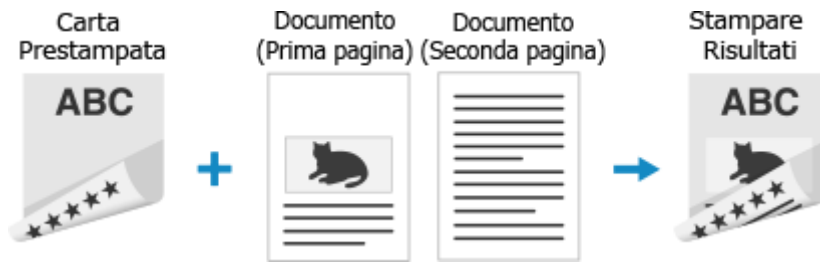 Carta
Prestampata
Documento
(Prima pagina)
Documento
(Seconda pagina)
Stampare
Risultati
ABC
ABC